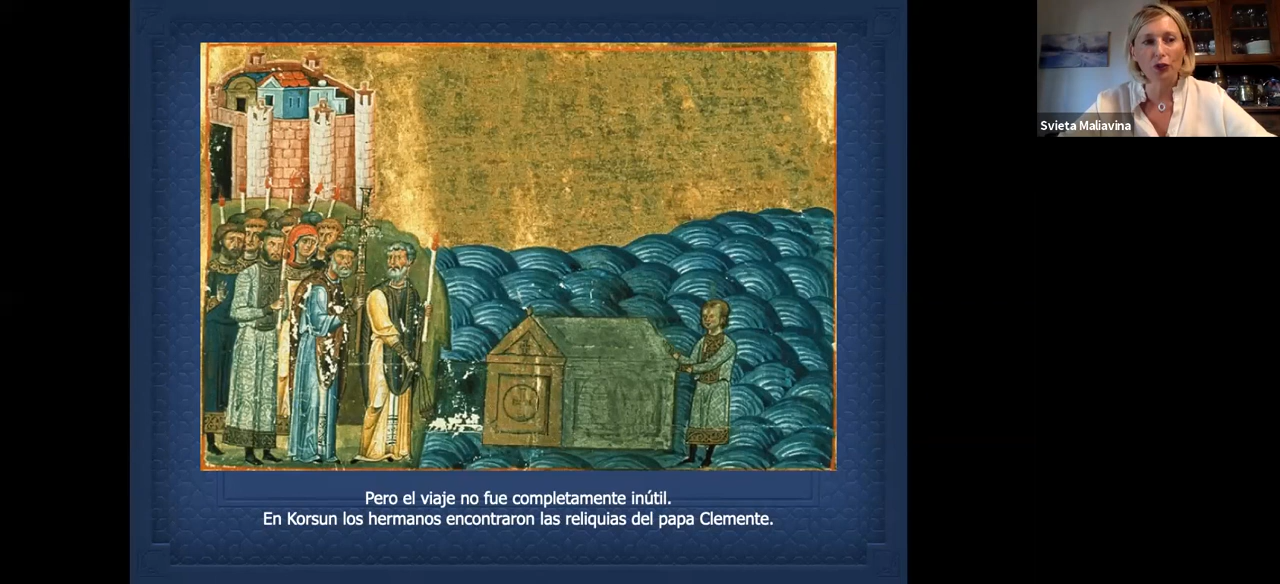 Svieta Maliavina
Pero el viaje no fue completamente inútil.
En Korsun los hermanos encontraron las reliquias del papa Clemente.